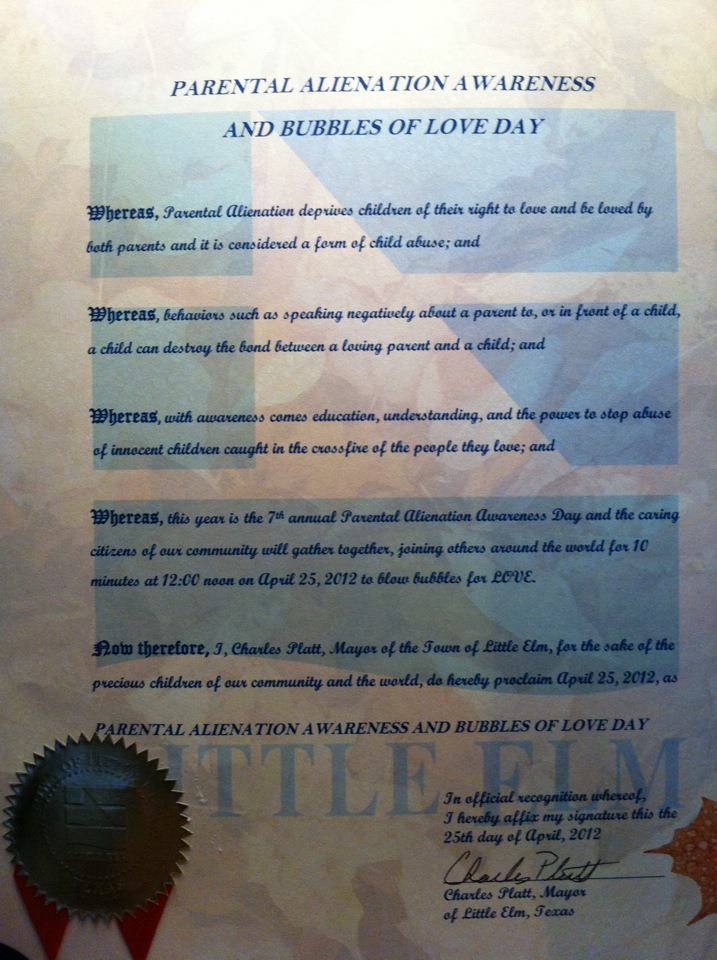 PARENTAL ALIENATION AWARENESS
AND BUBBLES OF LOVE DAY
Whereas, Parental Alienation deprives children of their right to love and be loved by
both parents and it is considered a form of child abuse; and
Whereas, behaviors such as speaking negatively about a parent to, or in front of a child,
a child can destroy the bond between a loving parent and a child; and
Whereas, with awareness comes education, understanding, and the power to stop abuse
of innocent children caught in the crossfire of the people they love; and
Whereas, this year is the 7th annual Parental Alienation Awareness Day and the caring
citizens of our community will gather together, joining others around the world for 10
minutes at 12:00 noon on April 25, 2012 to blow bubbles for LOVE.
Now therefore, I, Charles Platt, Mayor of the Town of Little Elm, for the sake of the
precious children of our community and the world, do hereby proclaim April 25, 2012, as
PARENTAL ALIENATION AWARENESS AND BUBBLES OF LOVE DAY
LITTLE ELM
In official recognition whereof,
I hereby affix my signature this the
25th day of April, 2012
Charles Platt
Charles Platt, Mayor
of Little Elm, Texas